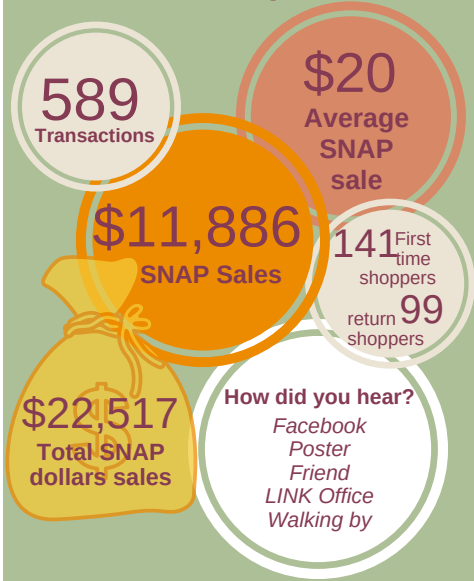 589
Transactions
$20
Average
SNAP
sale
$11,886
SNAP Sales
141 First
time
shoppers
return 99
shoppers
$22,517
Total SNAP
dollars sales
$
How did you hear?
Facebook
Poster
Friend
LINK Office
Walking by